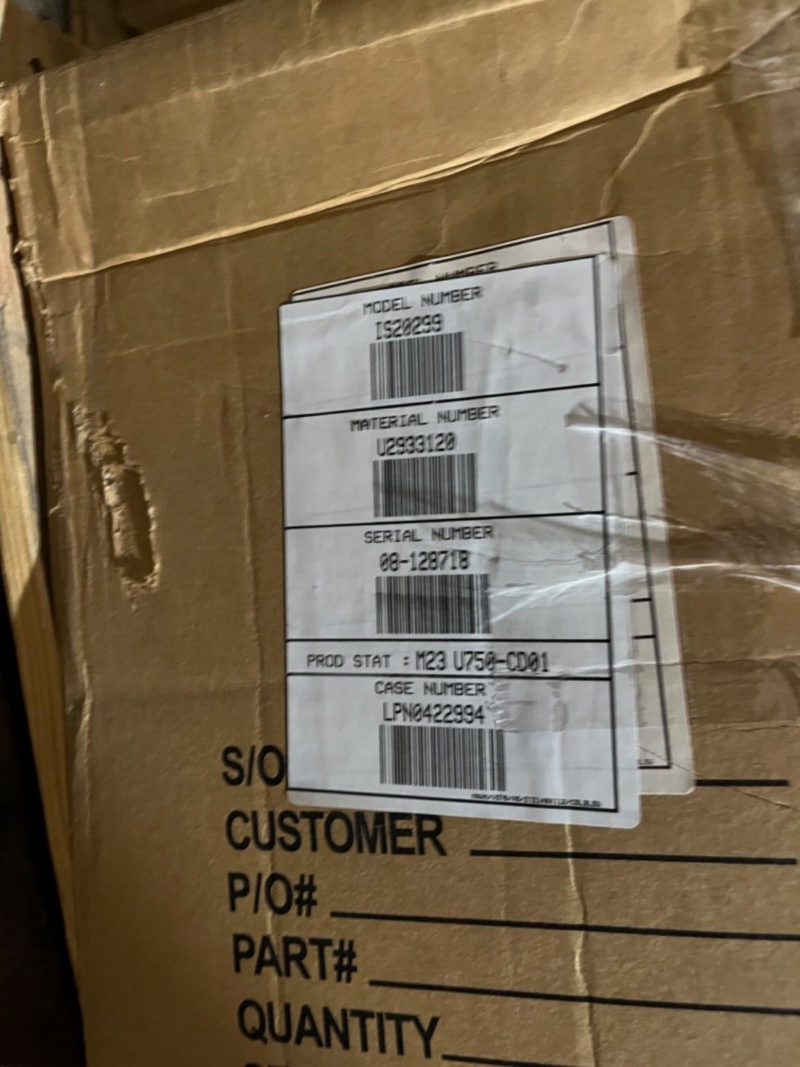 MODEL NUMBER
IS20299
MATERIAL NUMBER
U2933120
SERIAL NUMBER
08-128718
PROD STAT : M23 U750-CD01
CASE NUMBER
LPN0422994
S/O
CUSTOMER
P/O#
PART#
QUANTITY